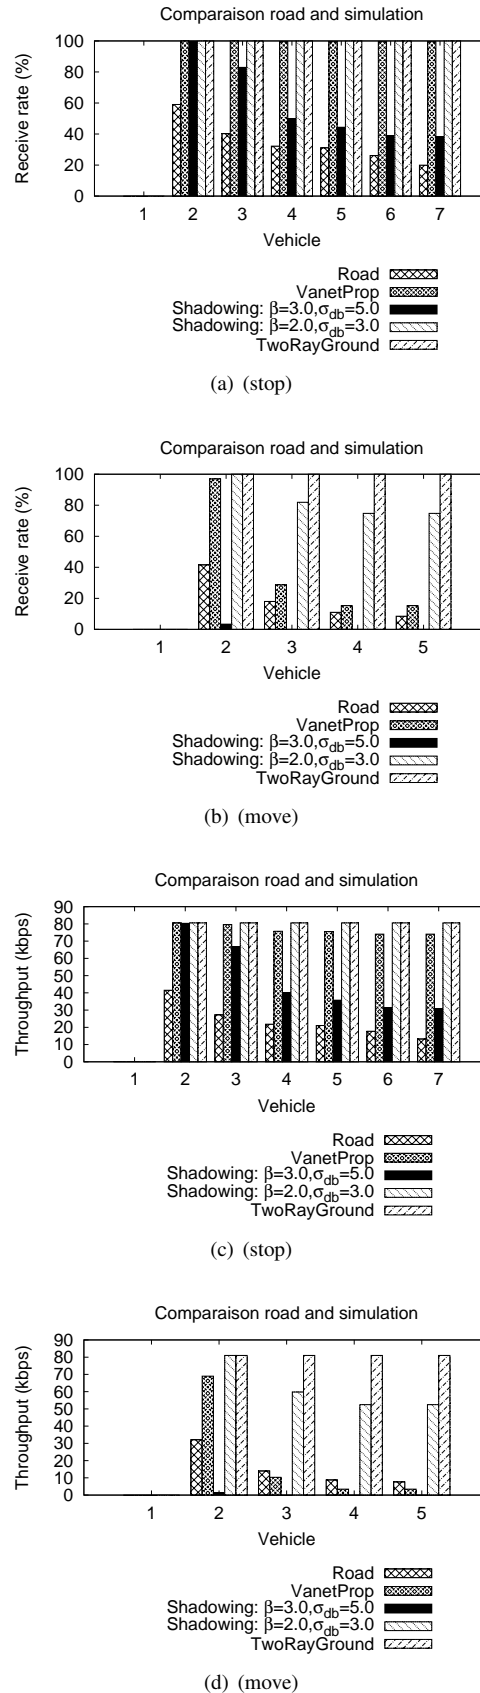 Comparaison road and simulation
Receive rate (%)
100
80
60
40
20
0
1 2 3 4 5 6 7
Vehicle
Road
VanetProp
Shadowing: β=3.0,σdb=5.0
Shadowing: β=2.0,σdb=3.0
TwoRayGround
(a) (stop)
Comparaison road and simulation
Receive rate (%)
100
80
60
40
20
0
1 2 3 4 5
Vehicle
Road
VanetProp
Shadowing: β=3.0,σdb=5.0
Shadowing: β=2.0,σdb=3.0
TwoRayGround
(b) (move)
Comparaison road and simulation
Throughput (kbps)
90
80
70
60
50
40
30
20
10
0
1 2 3 4 5 6 7
Vehicle
Road
VanetProp
Shadowing: β=3.0,σdb=5.0
Shadowing: β=2.0,σdb=3.0
TwoRayGround
(c) (stop)
Comparaison road and simulation
Throughput (kbps)
90
80
70
60
50
40
30
20
10
0
1 2 3 4 5
Vehicle
Road
VanetProp
Shadowing: β=3.0,σdb=5.0
Shadowing: β=2.0,σdb=3.0
TwoRayGround
(d) (move)